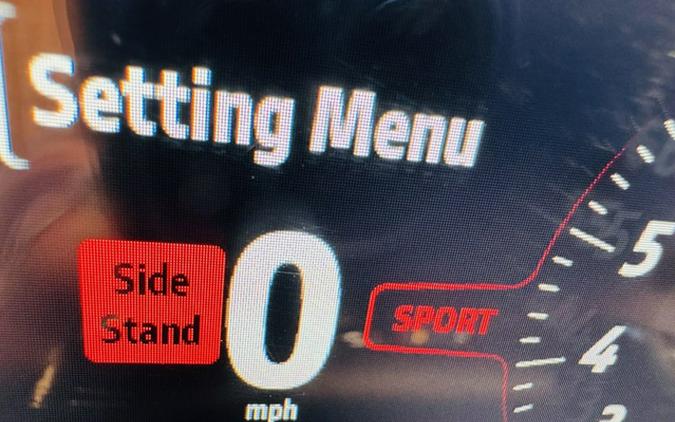 Setting Menu
Side
Stand
0
mph
SPORT
5
4